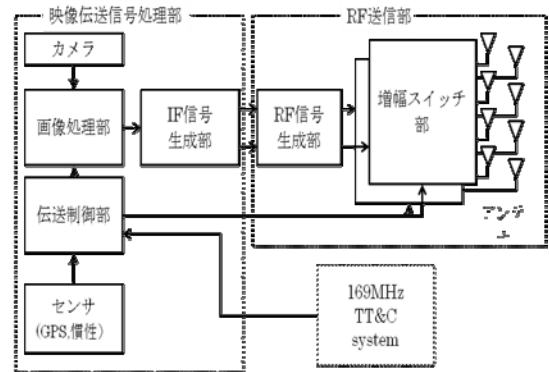 映像伝送信号処理部
RF送信部
カメラ
画像処理部
IF信号
生成部
RF信号
生成部
増幅スイッチ
部
伝送制御部
センサ
(GPS,慣性)
169MHz
TT&C
system